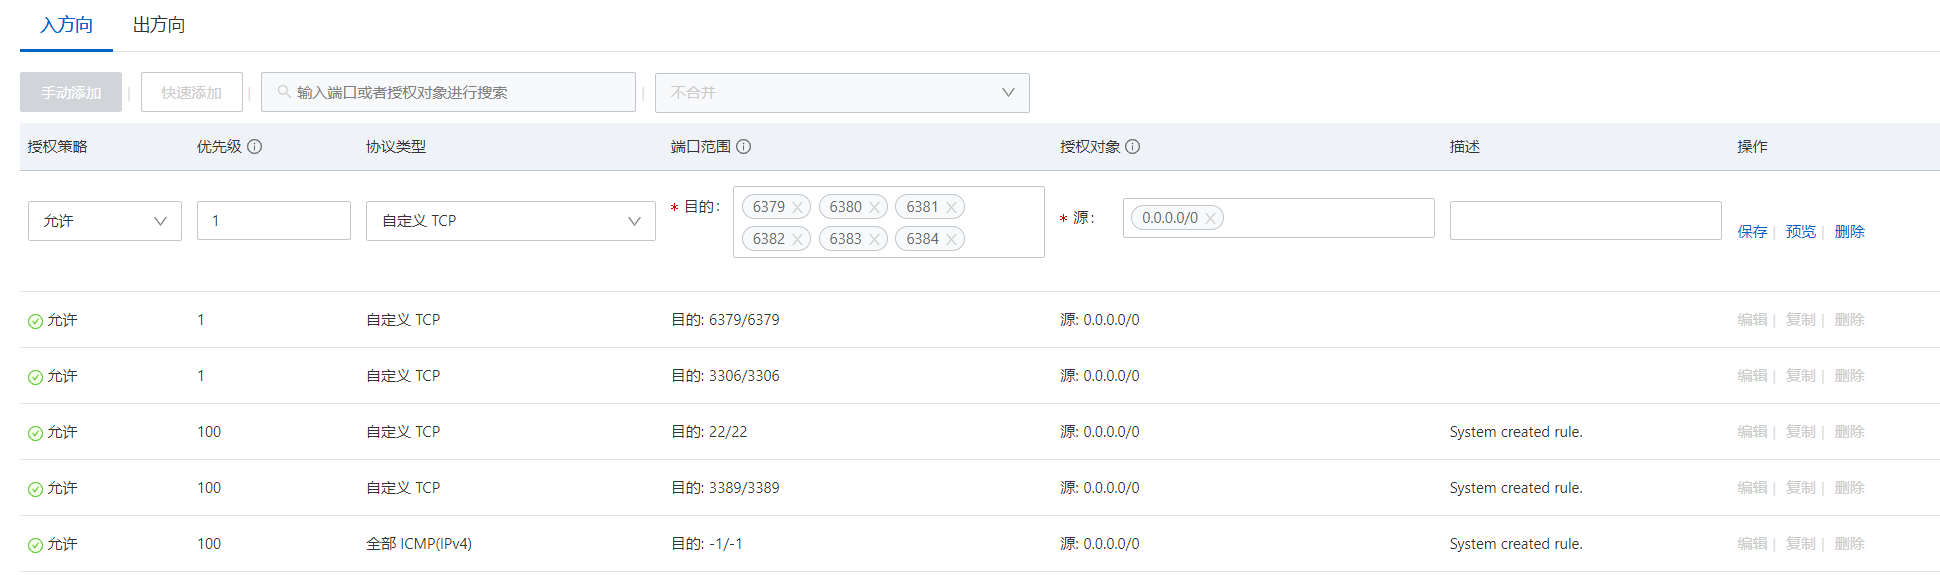 入方向 出方向
手动添加 | 快速添加 | 输入端口或者授权对象进行搜索 | 不合并
授权策略 优先级 协议类型 端口范围 授权对象 描述 操作
允许 1 自定义 TCP * 目的: 6379 6380 6381 * 源: 0.0.0.0/0 保存 | 预览 | 删除
6382 6383 6384
允许 1 自定义 TCP 目的: 6379/6379 源: 0.0.0.0/0 编辑 | 复制 | 删除
允许 1 自定义 TCP 目的: 3306/3306 源: 0.0.0.0/0 编辑 | 复制 | 删除
允许 100 自定义 TCP 目的: 22/22 源: 0.0.0.0/0 System created rule. 编辑 | 复制 | 删除
允许 100 自定义 TCP 目的: 3389/3389 源: 0.0.0.0/0 System created rule. 编辑 | 复制 | 删除
允许 100 全部 ICMP(IPv4) 目的: -1/-1 源: 0.0.0.0/0 System created rule. 编辑 | 复制 | 删除